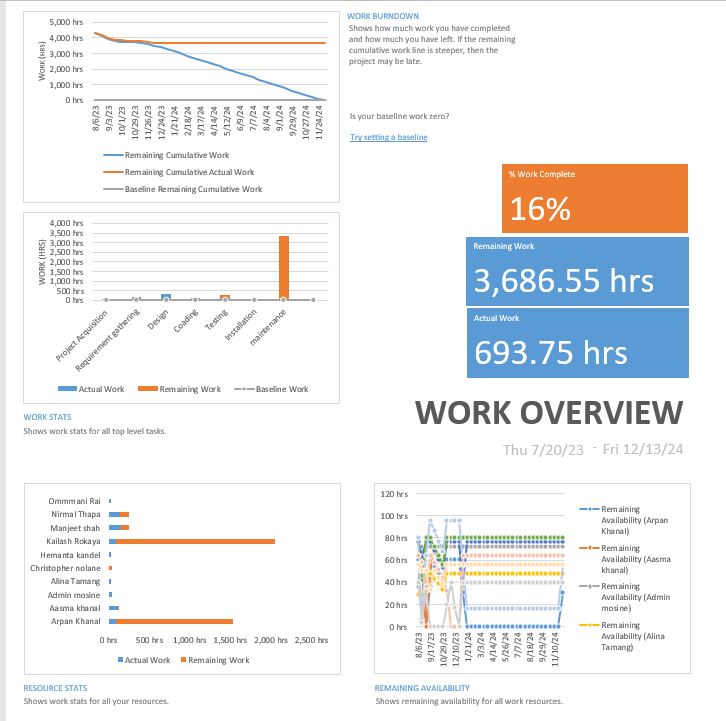 WORK BURNDOWN
Shows how much work you have completed
and how much you have left. If the remaining
cumulative work line is steeper, then the
project may be late.
Is your baseline work zero?
Try setting a baseline
WORK (HRS)
5,000 hrs
4,000 hrs
3,000 hrs
2,000 hrs
1,000 hrs
0 hrs
8/6/23
9/3/23
10/1/23
10/29/23
11/26/23
12/24/23
1/21/24
2/18/24
3/17/24
4/14/24
5/12/24
6/9/24
7/7/24
8/4/24
9/1/24
9/29/24
10/27/24
11/24/24
Remaining Cumulative Work
Remaining Cumulative Actual Work
Baseline Remaining Cumulative Work
% Work Complete
16%
Remaining Work
3,686.55 hrs
Actual Work
693.75 hrs
WORK (HRS)
4,000 hrs
3,500 hrs
3,000 hrs
2,500 hrs
2,000 hrs
1,500 hrs
1,000 hrs
500 hrs
0 hrs
Project Acquisition
Requirement gathering
Design
Coading
Testing
Installation
maintenance
Actual Work
Remaining Work
Baseline Work
WORK STATS
Shows work stats for all top level tasks.
WORK OVERVIEW
Thu 7/20/23 - Fri 12/13/24
Ommmani Rai
Nirmal Thapa
Manjeet shah
Kailash Rokaya
Hemanta kandel
Christopher nolane
Alina Tamang
Admin mosine
Aasma khanal
Arpan Khanal
0 hrs
500 hrs
1,000 hrs
1,500 hrs
2,000 hrs
2,500 hrs
Actual Work
Remaining Work
RESOURCE STATS
Shows work stats for all your resources.
120 hrs
100 hrs
80 hrs
60 hrs
40 hrs
20 hrs
0 hrs
8/6/23
9/17/23
10/29/23
12/10/23
1/21/24
3/3/24
4/14/24
5/26/24
7/7/24
8/18/24
9/29/24
11/10/24
Remaining
Availability (Arpan
Khanal)
Remaining
Availability (Aasma
khanal)
Remaining
Availability (Admin
mosine)
Remaining
Availability (Alina
Tamang)
REMAINING AVAILABILITY
Shows remaining availability for all work resources.